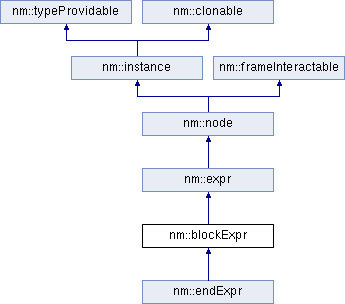 nm::typeProvidable nm::clonable
nm::instance nm::frameInteractable
nm::node
nm::expr
nm::blockExpr
nm::endExpr